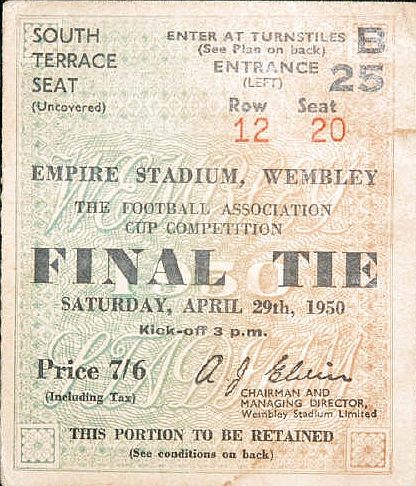 SOUTH TERRACE SEAT
(Uncovered)
ENTER AT TURNSTILES B
(See Plan on back)
ENTRANCE 25
(LEFT)
Row Seat
12 20
EMPIRE STADIUM, WEMBLEY
THE FOOTBALL ASSOCIATION
CUP COMPETITION
FINAL TIE
SATURDAY, APRIL 29th, 1950
Kick-off 3 p.m.
Price 7/6
(Including Tax)
A J Elvin
CHAIRMAN AND
MANAGING DIRECTOR,
Wembley Stadium Limited
THIS PORTION TO BE RETAINED
(See conditions on back)